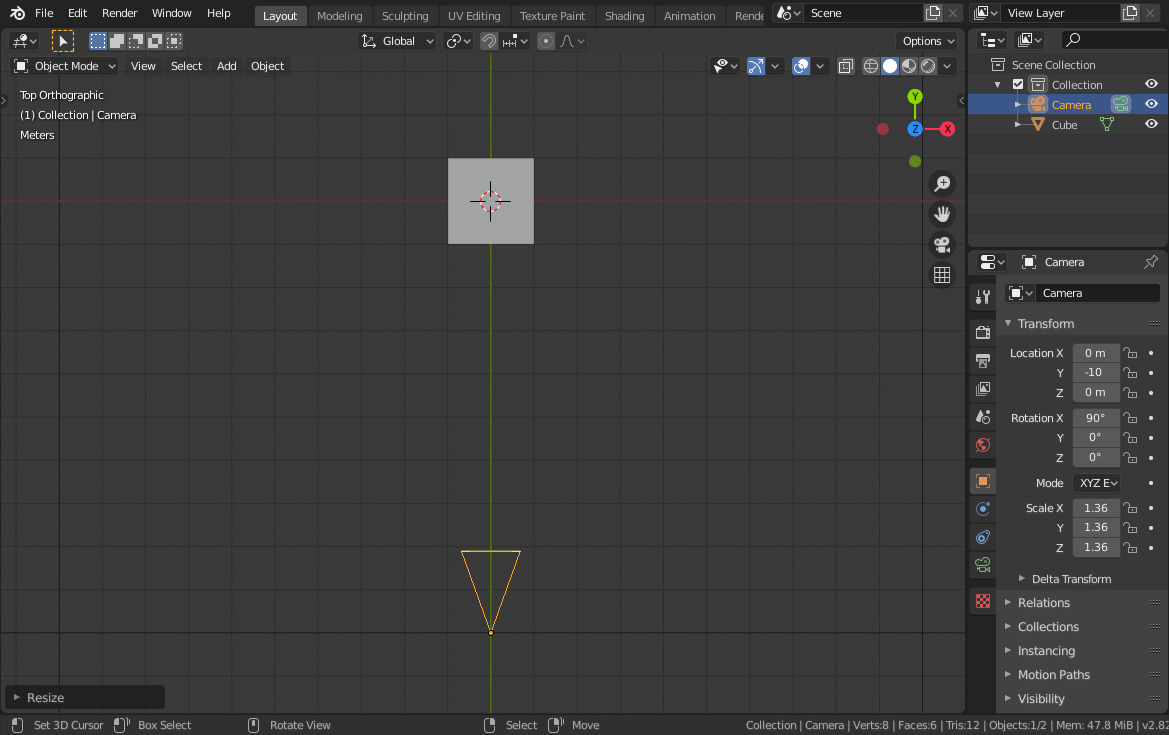 File Edit Render Window Help Layout Modeling Sculpting UV Editing Texture Paint Shading Animation Rende Scene View Layer
Global Options
Object Mode View Select Add Object
Top Orthographic
(1) Collection | Camera
Meters
Y
Z X
Resize
Scene Collection
Collection
Camera
Cube
Camera
Camera
Transform
Location X 0 m
Y -10
Z 0 m
Rotation X 90°
Y 0°
Z 0°
Mode XYZ E
Scale X 1.36
Y 1.36
Z 1.36
Delta Transform
Relations
Collections
Instancing
Motion Paths
Visibility
Set 3D Cursor Box Select Rotate View Select Move Collection | Camera | Verts:8 | Faces:6 | Tris:12 | Objects:1/2 | Mem: 47.8 MiB | v2.82